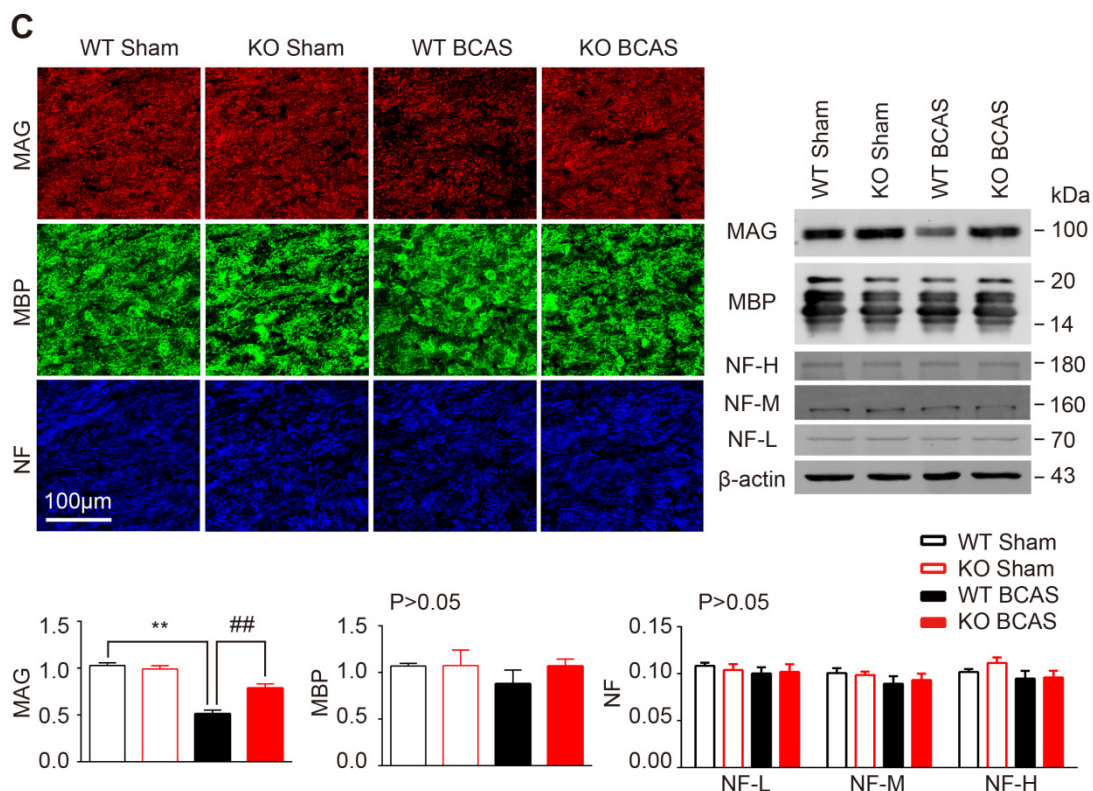 C
WT Sham KO Sham WT BCAS KO BCAS
MAG
MBP
NF
100μm
WT Sham KO Sham WT BCAS KO BCAS
kDa
MAG 100
MBP 20
14
NF-H 180
NF-M 160
NF-L 70
β-actin 43
WT Sham
KO Sham
WT BCAS
KO BCAS
MAG
1.5
1.0
0.5
0.0
** ##
P>0.05
MBP
1.5
1.0
0.5
0.0
P>0.05
NF
0.15
0.10
0.05
0.00
NF-L NF-M NF-H